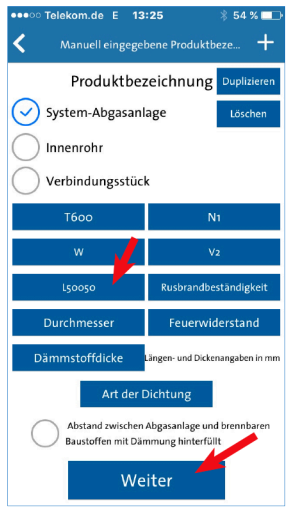 Telekom.de E 13:25 54 %
Manuell eingegebene Produktbeze... +
Produktbezeichnung Duplizieren
System-Abgasanlage Löschen
Innenrohr
Verbindungsstück
T600 N1
W V2
L50050 Rusbrandbeständigkeit
Durchmesser Feuerwiderstand
Dämmstoffdicke Längen- und Dickenangaben in mm
Art der Dichtung
Abstand zwischen Abgasanlage und brennbaren
Baustoffen mit Dämmung hinterfüllt
Weiter